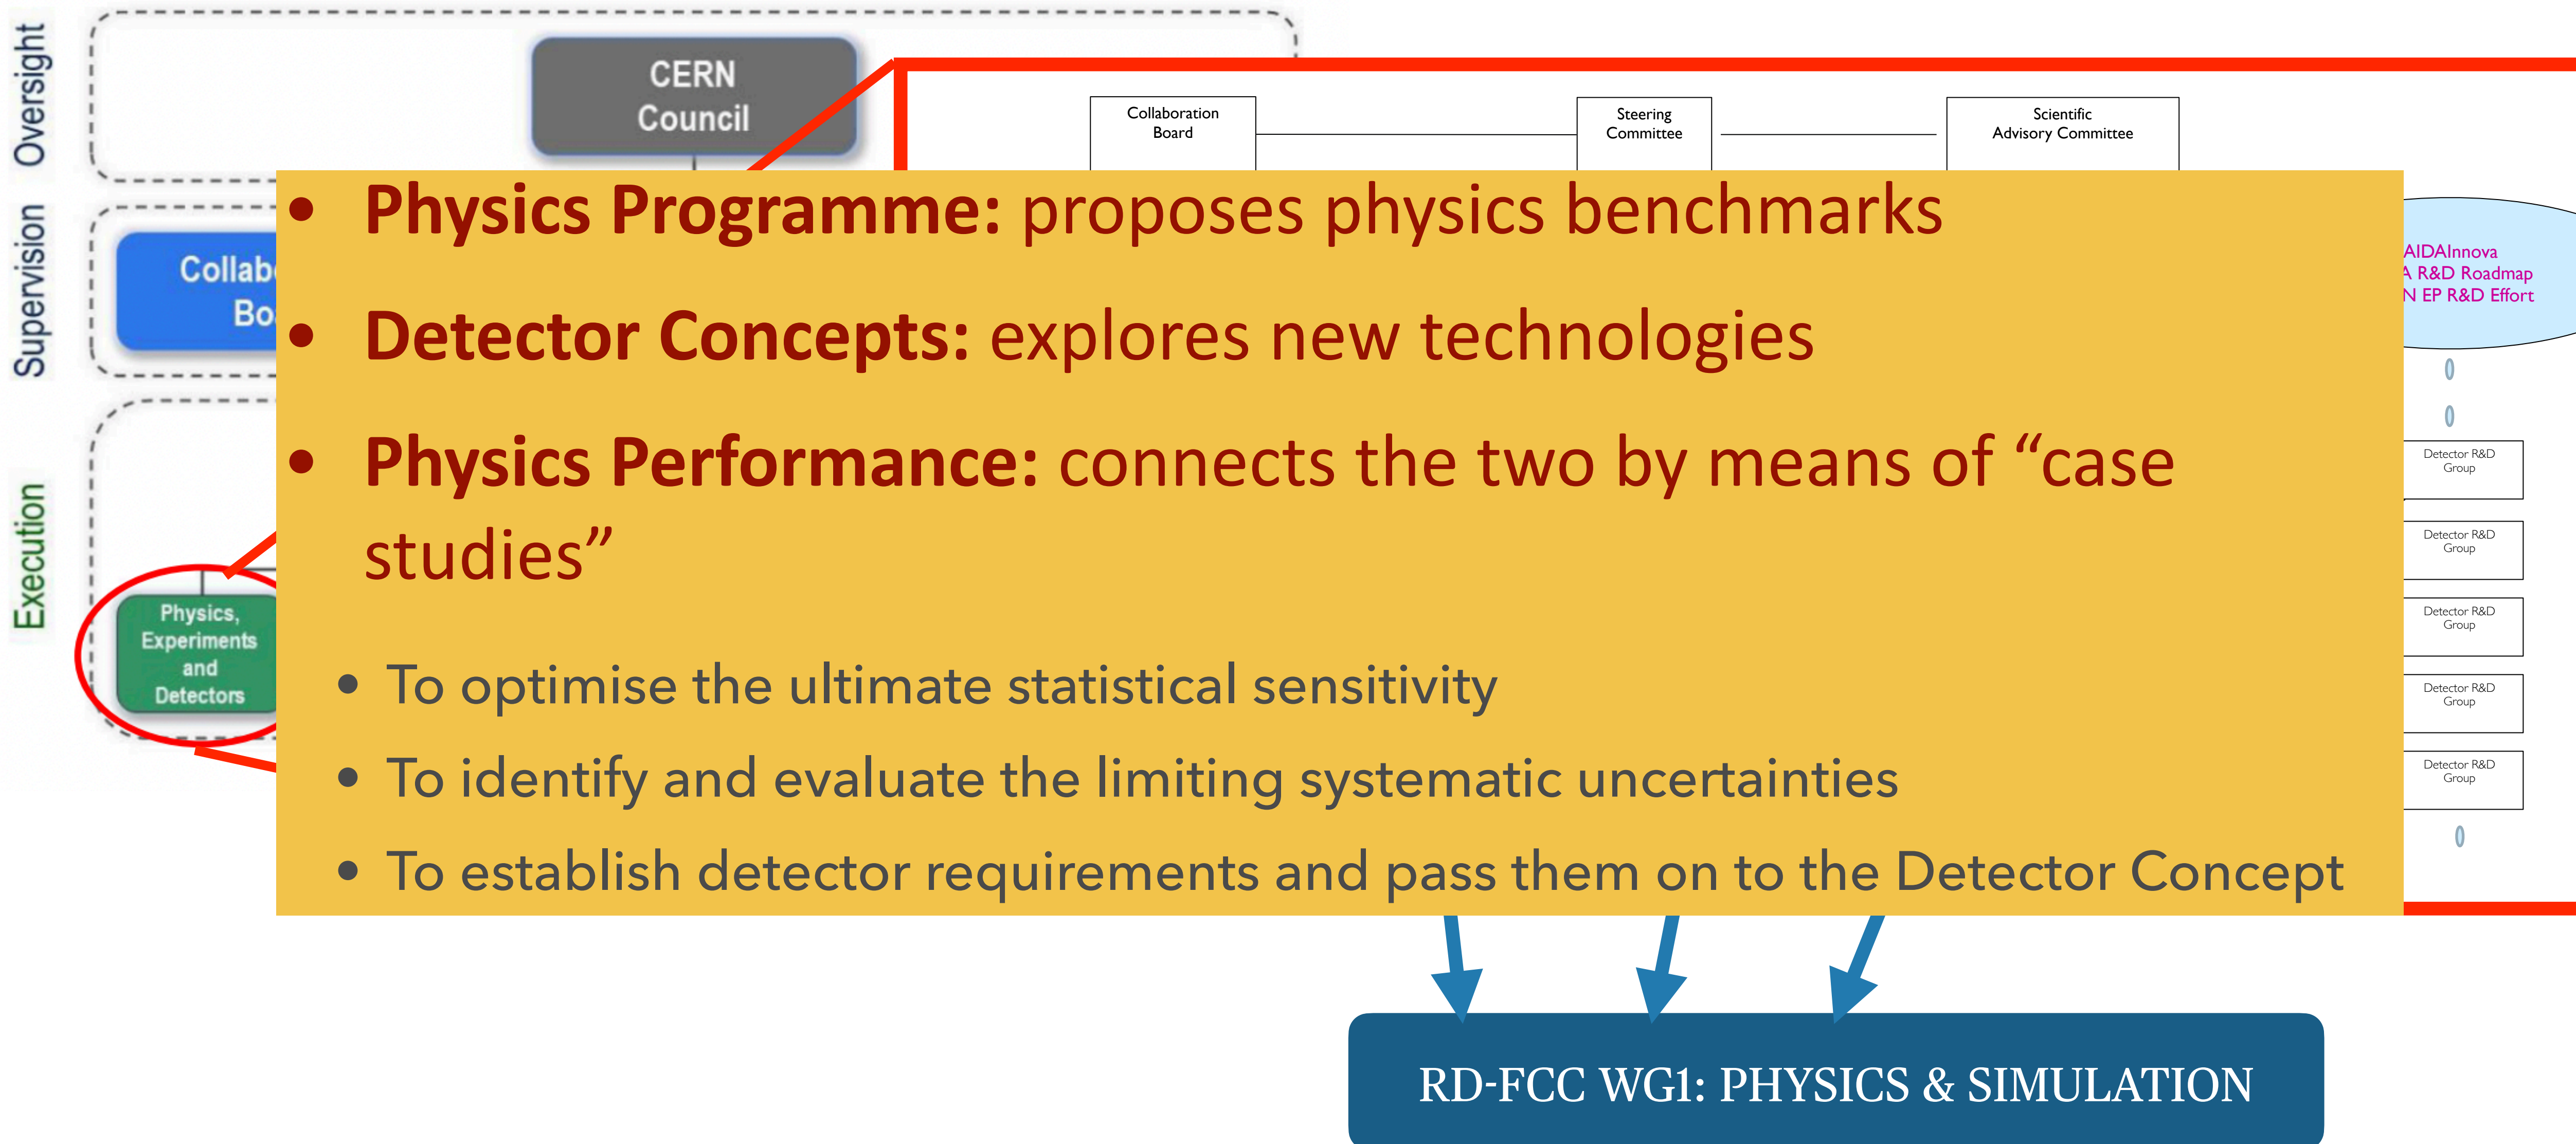 Oversight
CERN
Council
Collaboration
Board
Steering
Committee
Scientific
Advisory Committee
Supervision
• Physics Programme: proposes physics benchmarks
• Detector Concepts: explores new technologies
• Physics Performance: connects the two by means of “case
studies”
• To optimise the ultimate statistical sensitivity
• To identify and evaluate the limiting systematic uncertainties
• To establish detector requirements and pass them on to the Detector Concept
AIDAInnova
R&D Roadmap
EP R&D Effort
Execution
Physics,
Experiments
and
Detectors
Detector R&D
Group
Detector R&D
Group
Detector R&D
Group
Detector R&D
Group
Detector R&D
Group
RD-FCC WG1: PHYSICS & SIMULATION